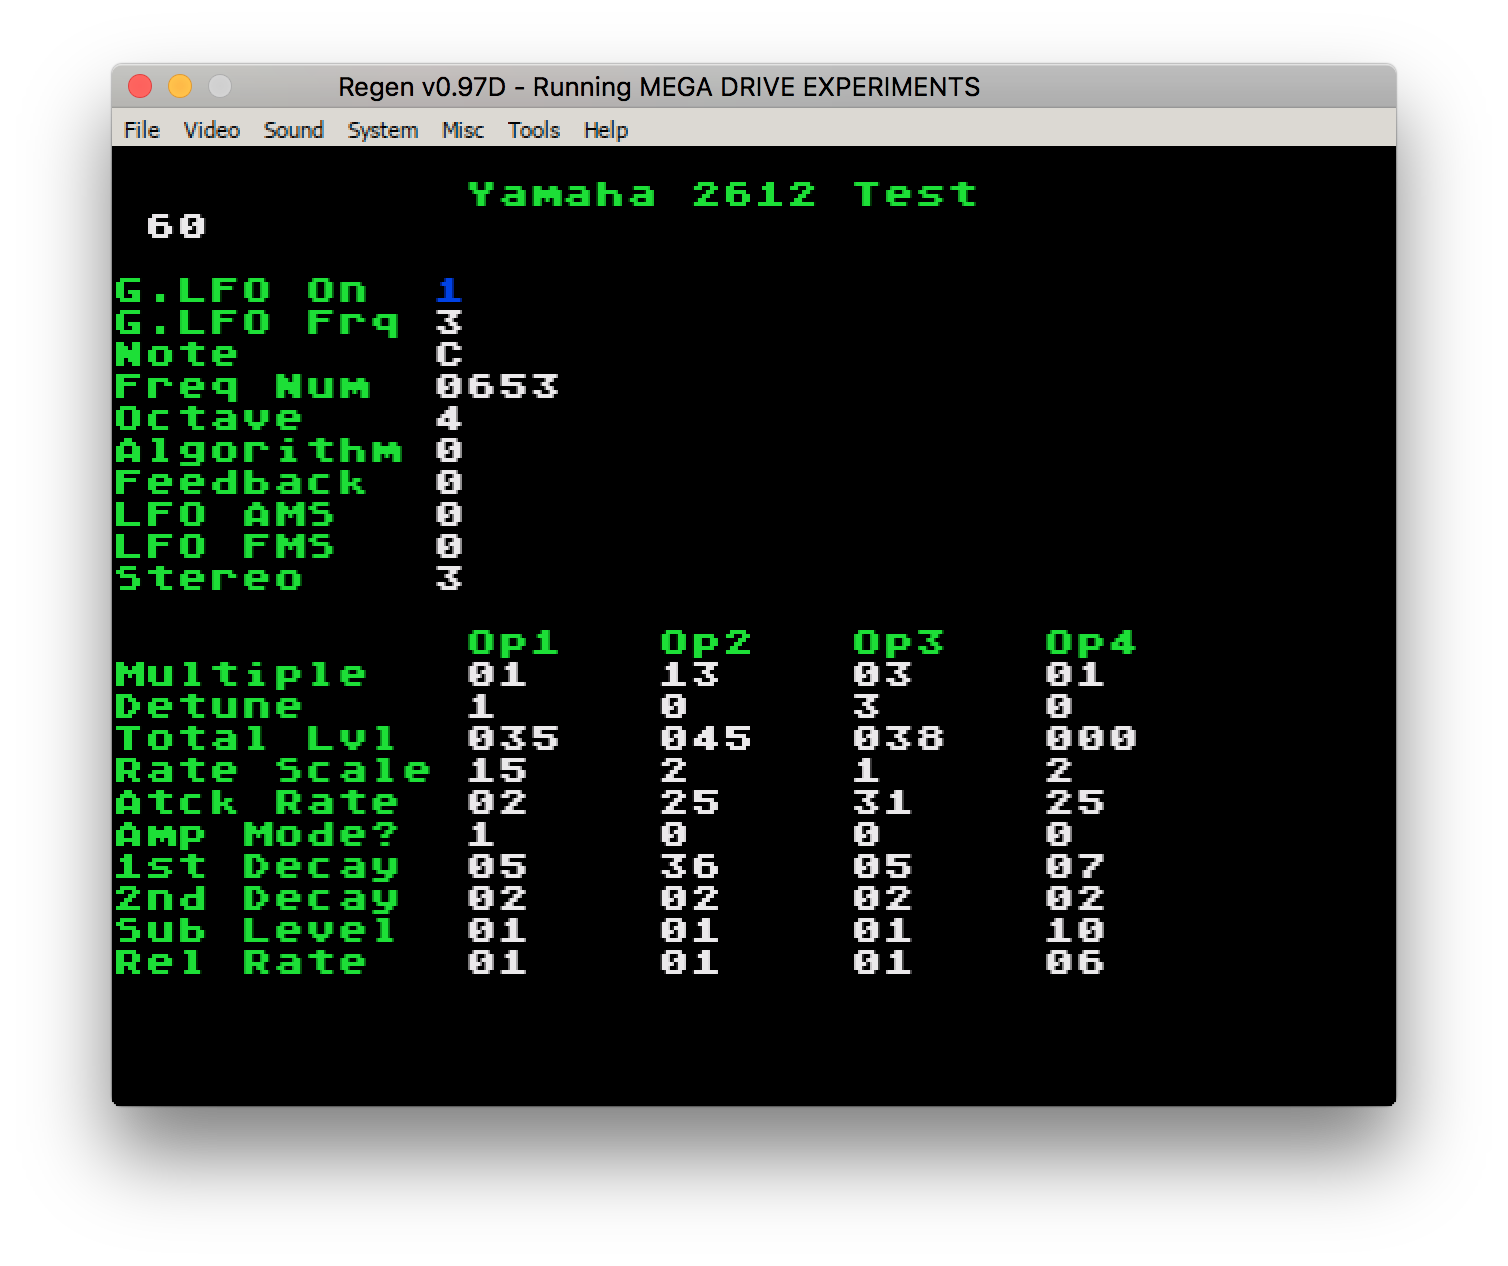 Regen v0.97D - Running MEGA DRIVE EXPERIMENTS
File Video Sound System Misc Tools Help
Yamaha 2612 Test
60
G.LFO On 1
G.LFO Frq 3
Note C
Freq Num 0653
Octave 4
Algorithm 0
Feedback 0
LFO AMS 0
LFO FMS 0
Stereo 3
Op1 Op2 Op3 Op4
Multiple 01 13 03 01
Detune 1 0 3 0
Total Lvl 035 045 038 000
Rate Scale 15 2 1 2
Atck Rate 02 25 31 25
Amp Mode? 1 0 0 0
1st Decay 05 36 05 07
2nd Decay 02 02 02 02
Sub Level 01 01 01 10
Rel Rate 01 01 01 06